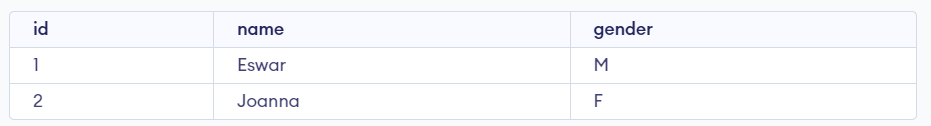 id name gender
1 Eswar M
2 Joanna F